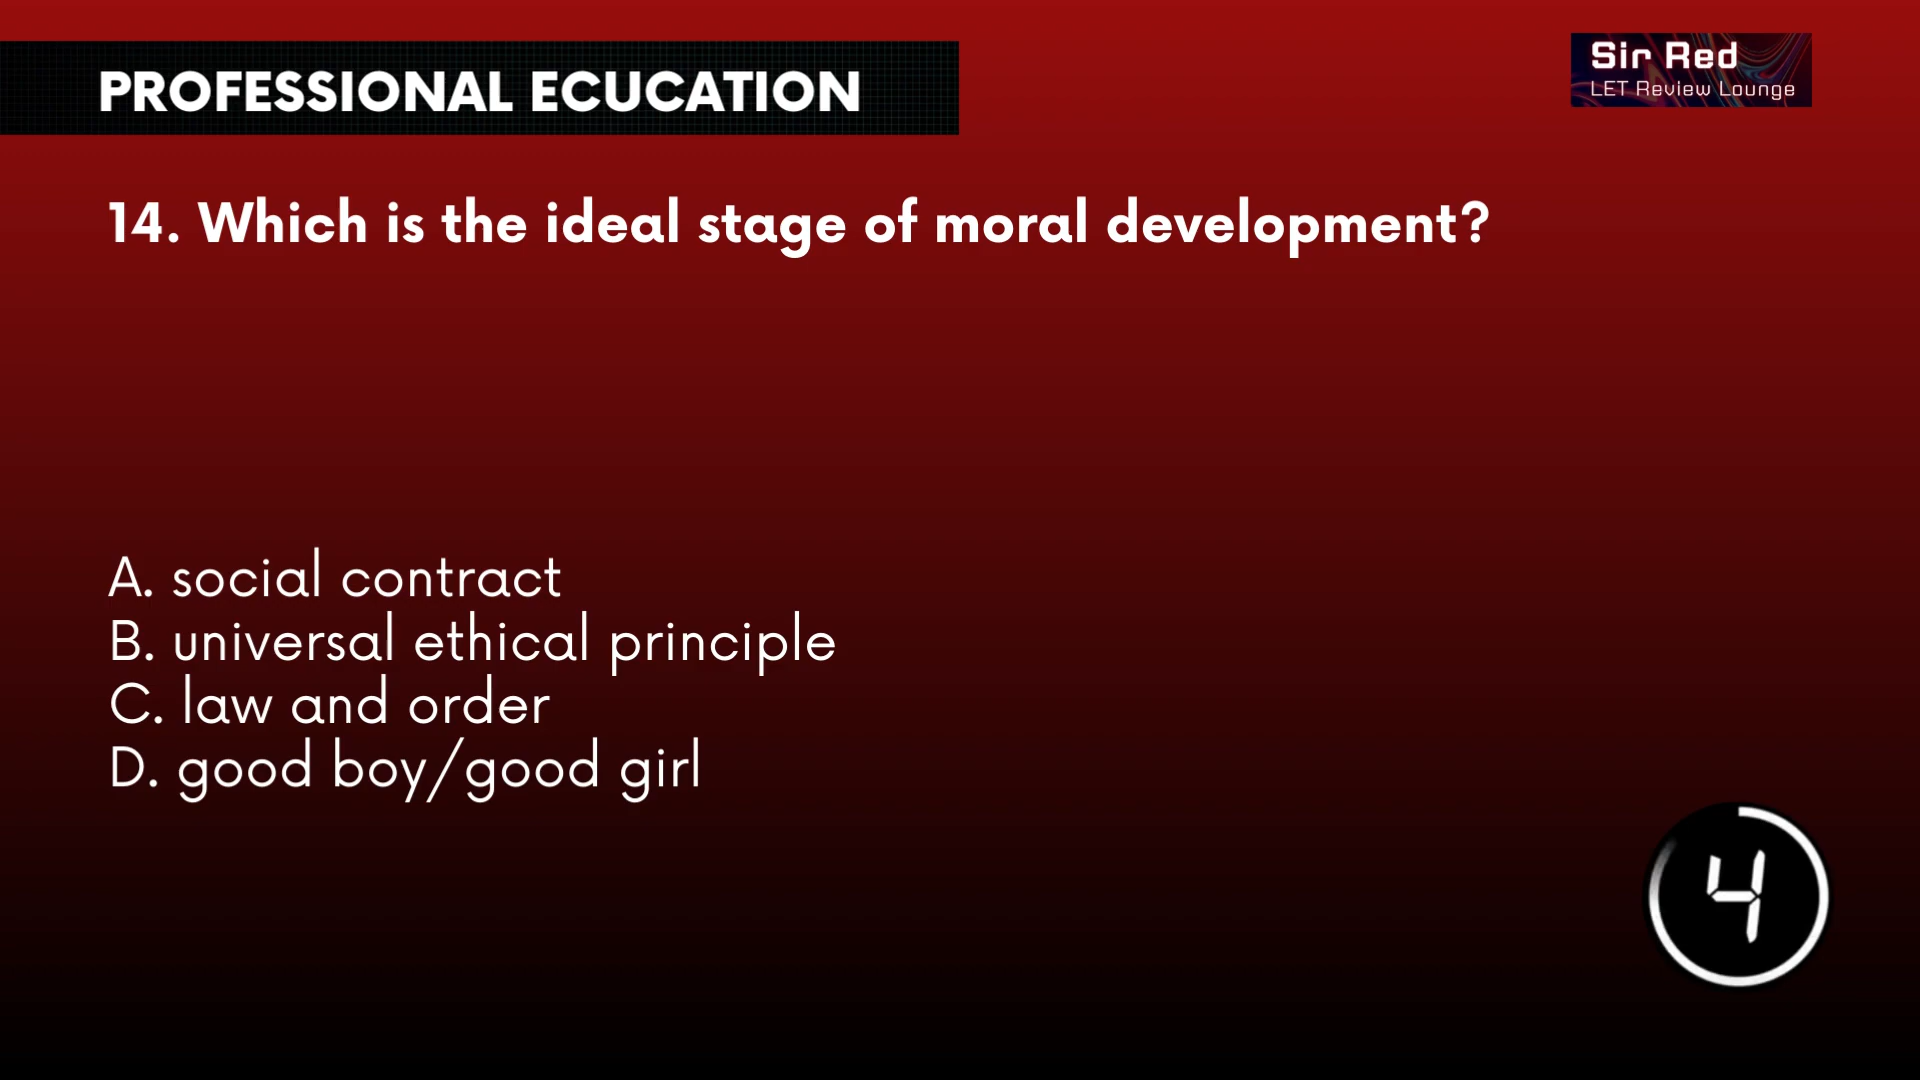 PROFESSIONAL ECUCATION
Sir Red
LET Review Lounge
14. Which is the ideal stage of moral development?
A. social contract
B. universal ethical principle
C. law and order
D. good boy/good girl
4